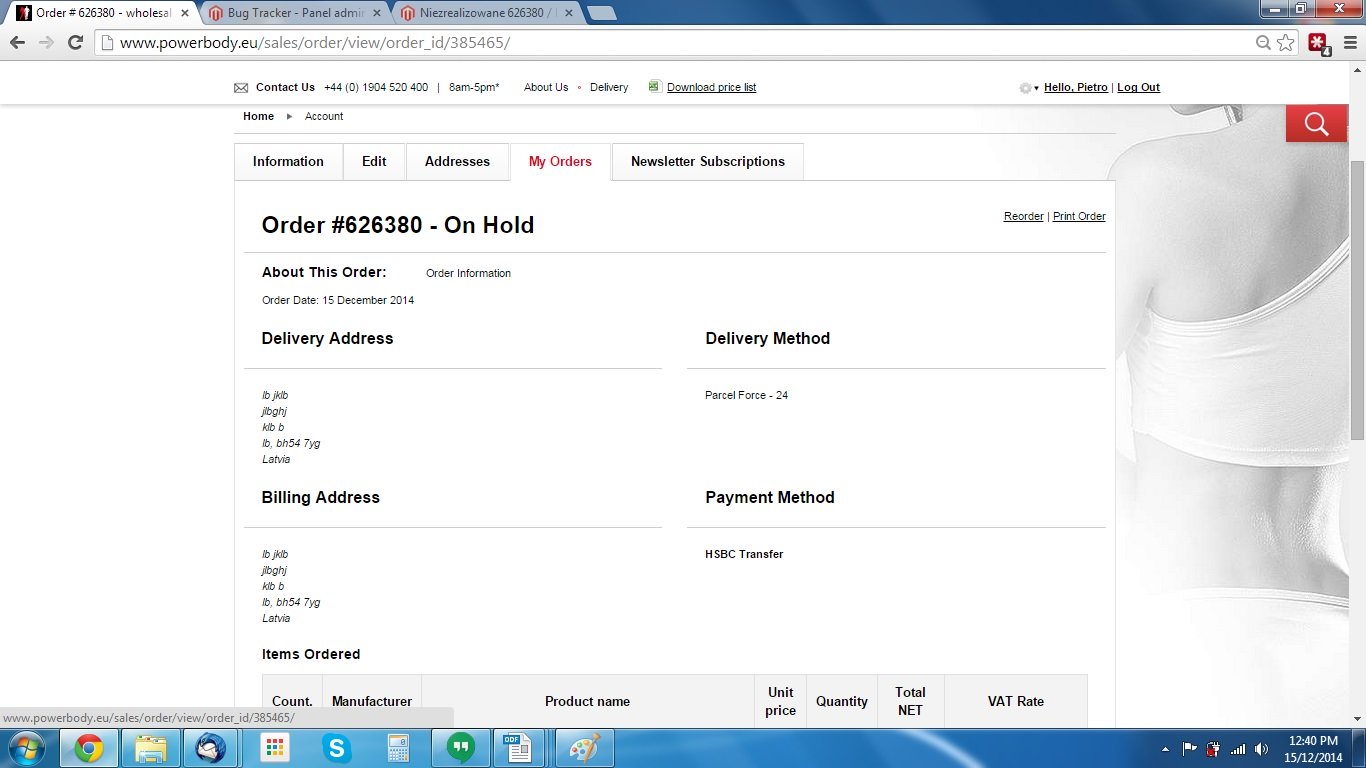 Order # 626380 - wholesal
Bug Tracker - Panel admi
Niezrealizowane 626380 /
www.powerbody.eu/sales/order/view/order_id/385465/
4
Contact Us +44 (0) 1904 520 400 | 8am-5pm* About Us • Delivery Download price list Hello, Pietro | Log Out
Home Account
Information Edit Addresses My Orders Newsletter Subscriptions
Order #626380 - On Hold
Reorder | Print Order
About This Order: Order Information
Order Date: 15 December 2014
Delivery Address
Delivery Method
lb jklb
jlbghj
klb b
lb, bh54 7yg
Latvia
Parcel Force - 24
Billing Address
Payment Method
lb jklb
jlbghj
klb b
lb, bh54 7yg
Latvia
HSBC Transfer
Items Ordered
Count. Manufacturer Product name Unit price Quantity Total NET VAT Rate
www.powerbody.eu/sales/order/view/order_id/385465/
ODF
12:40 PM
15/12/2014